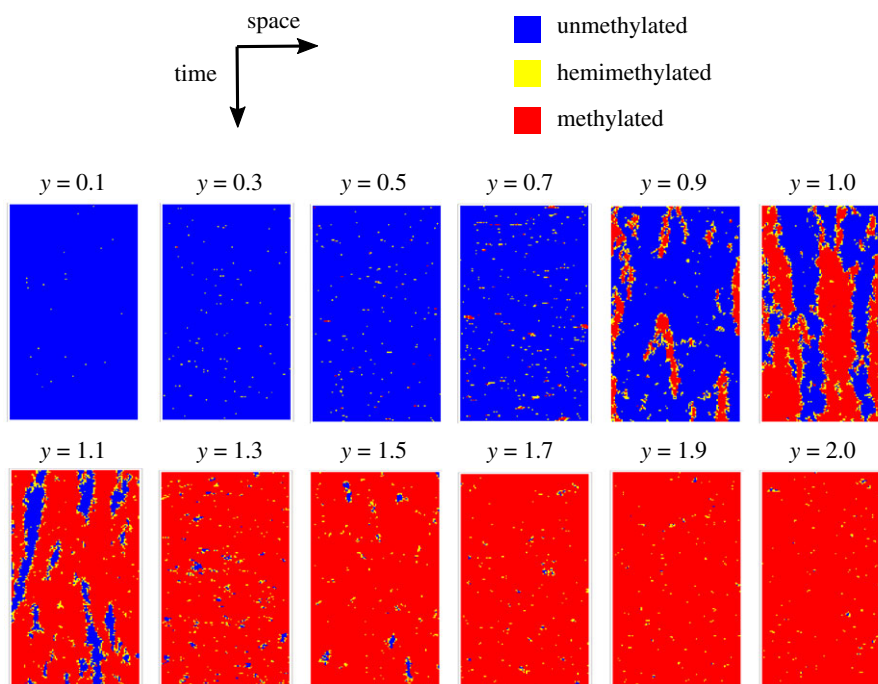 space
time
unmethylated
hemimethylated
methylated
y = 0.1
y = 0.3
y = 0.5
y = 0.7
y = 0.9
y = 1.0
y = 1.1
y = 1.3
y = 1.5
y = 1.7
y = 1.9
y = 2.0